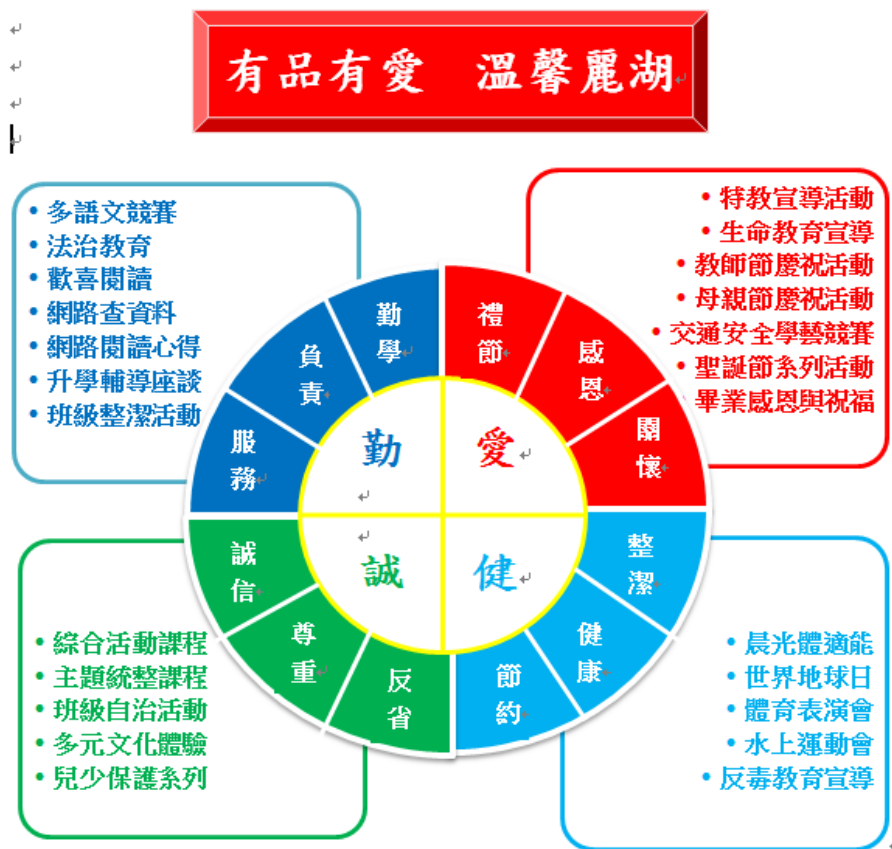 有品有愛 溫馨麗湖
• 多語文競賽
• 法治教育
• 歡喜閱讀
• 網路查資料
• 網路閱讀心得
• 升學輔導座談
• 班級整潔活動
• 特教宣導活動
• 生命教育宣導
• 教師節慶祝活動
• 母親節慶祝活動
• 交通安全學藝競賽
• 聖誕節系列活動
• 畢業感恩與祝福
勤學
負責
服務
禮節
感恩
關懷
勤
愛
誠
健
誠信
尊重
反省
整潔
健康
節約
• 綜合活動課程
• 主題統整課程
• 班級自治活動
• 多元文化體驗
• 兒少保護系列
• 晨光體適能
• 世界地球日
• 體育表演會
• 水上運動會
• 反毒教育宣導